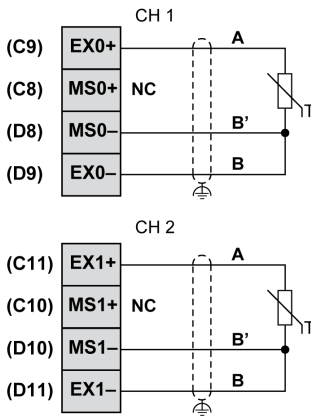 CH 1
(C9) EX0+ A
(C8) MS0+ NC
T
(D8) MS0– B’
(D9) EX0– B
CH 2
(C11) EX1+ A
(C10) MS1+ NC
T
(D10) MS1– B’
(D11) EX1– B